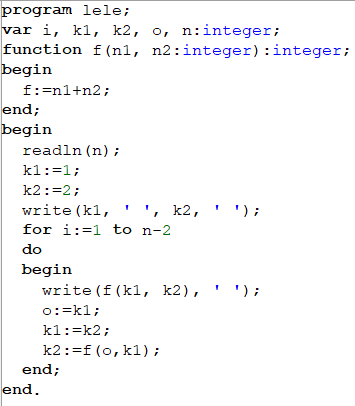 program lele;
var i, k1, k2, o, n:integer;
function f(n1, n2:integer):integer;
begin
  f:=n1+n2;
end;
begin
  readln(n);
  k1:=1;
  k2:=2;
  write(k1, ' ', k2, ' ');
  for i:=1 to n-2
  do
  begin
    write(f(k1, k2), ' ');
    o:=k1;
    k1:=k2;
    k2:=f(o,k1);
  end;
end.